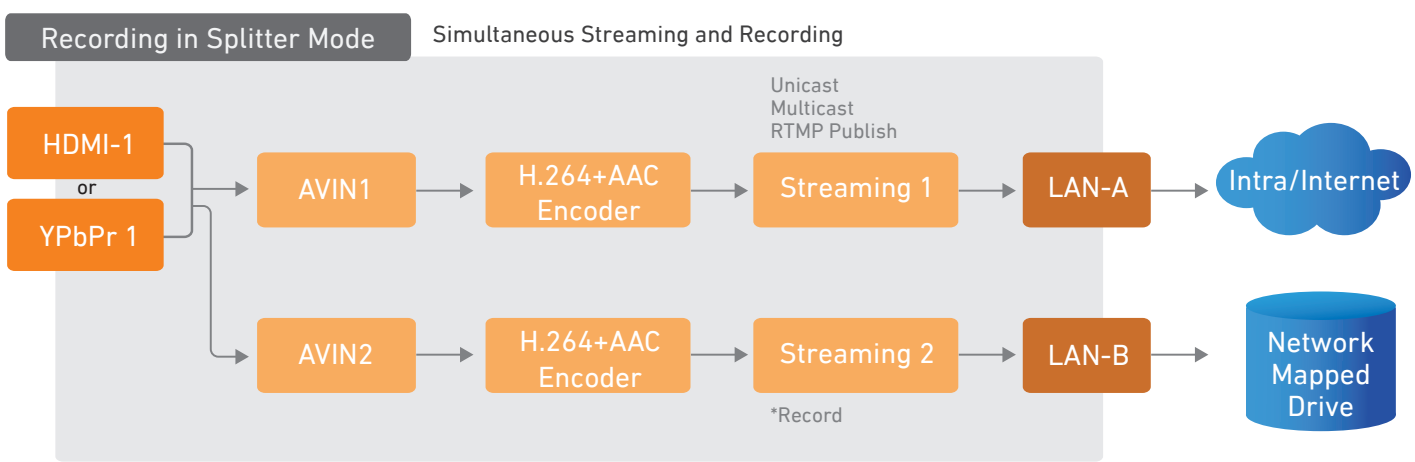 Recording in Splitter Mode
Simultaneous Streaming and Recording
Unicast
Multicast
RTMP Publish
HDMI-1
or
YPbPr 1
AVIN1
H.264+AAC
Encoder
Streaming 1
LAN-A
Intra/Internet
AVIN2
H.264+AAC
Encoder
Streaming 2
LAN-B
Network
Mapped
Drive
*Record